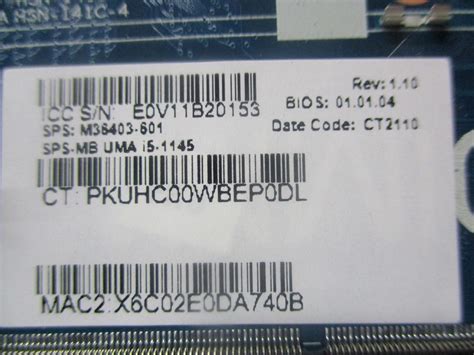 Rev: 1.10
ICC S/N: E0V11B20153
BIOS: 01.01.04
SPS: M36403-601
Date Code: CT2110
SPS-MB UMA i5-1145
CT: PKUHC00WBEP0DL
MAC2:X6C02E0DA740B